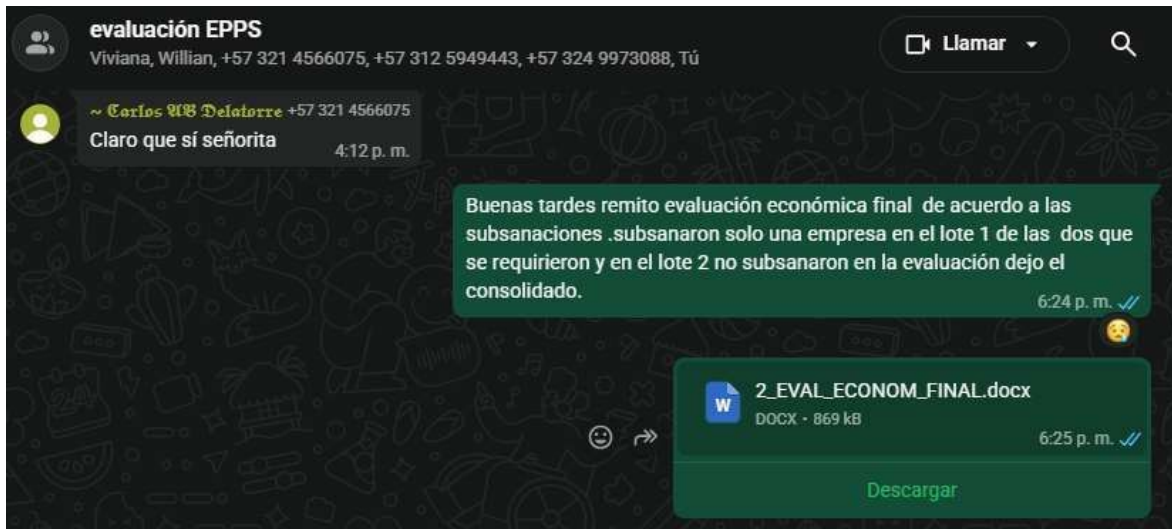 evaluación EPPS
Viviana, Willian, +57 321 4566075, +57 312 5949443, +57 324 9973088, Tú
Llamar
~ 𝕮𝖆𝖗𝖑𝖔𝖘 𝖀𝕭 𝕯𝖊𝖑𝖆𝖙𝖔𝖗𝖗𝖊 +57 321 4566075
Claro que sí señorita
4:12 p. m.
Buenas tardes remito evaluación económica final de acuerdo a las
subsanaciones .subsanaron solo una empresa en el lote 1 de las dos que
se requirieron y en el lote 2 no subsanaron en la evaluación dejo el
consolidado.
6:24 p. m.
W
2_EVAL_ECONOM_FINAL.docx
DOCX • 869 kB
6:25 p. m.
Descargar